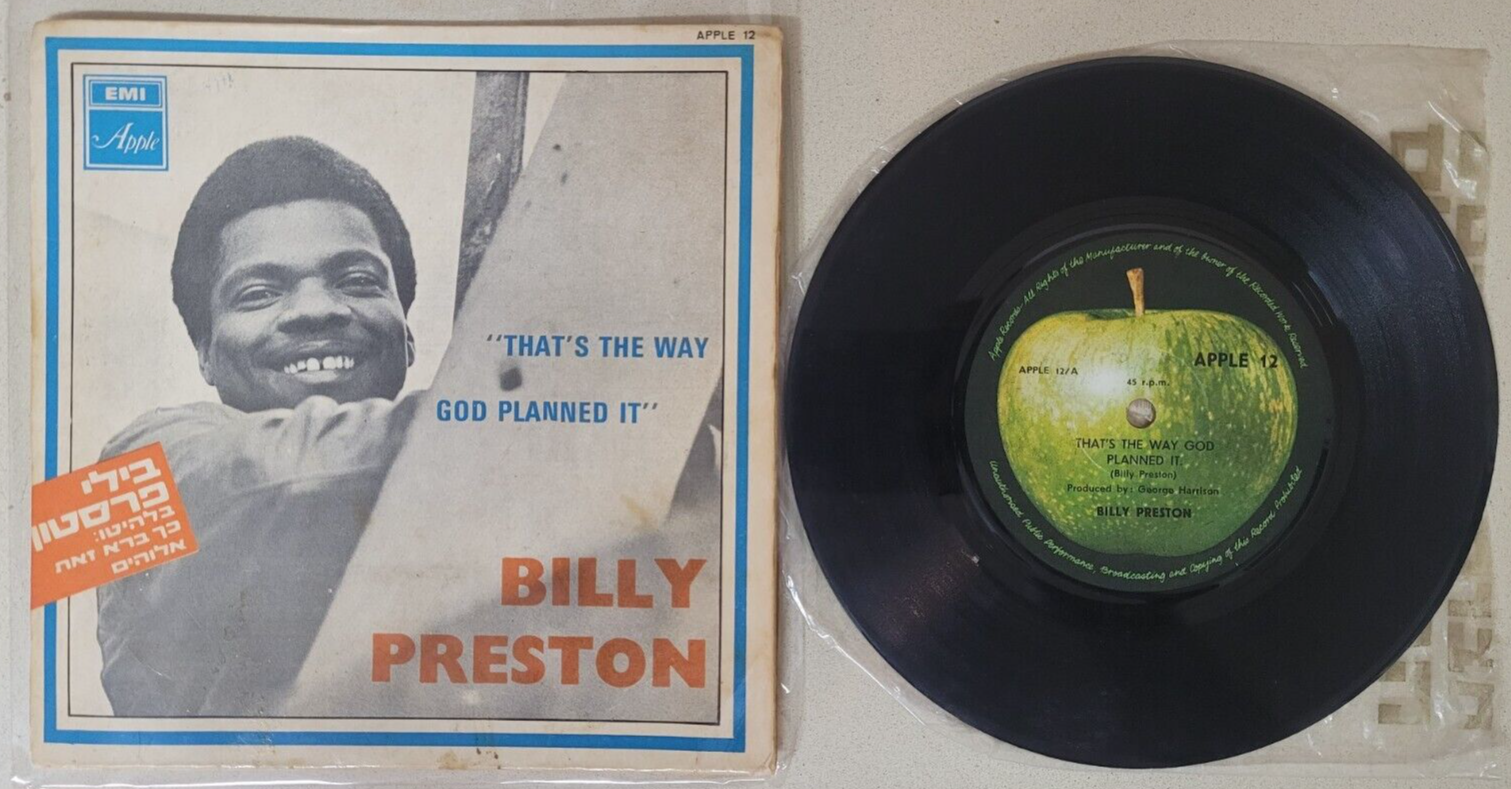 APPLE 12
EMI
Apple
"THAT'S THE WAY
GOD PLANNED IT"
בילי
פרסטון
בלהיטו:
כך ברא זאת
אלוהים
BILLY
PRESTON
Apple Records. All Rights of the Manufacturer and of the Owner of the Recorded Work Reserved
APPLE 12
APPLE 12/A
45 r.p.m.
THAT'S THE WAY GOD
PLANNED IT.
(Billy Preston)
Produced by: George Harrison
BILLY PRESTON
Unauthorised Public Performance, Broadcasting and Copying of this Record Prohibited